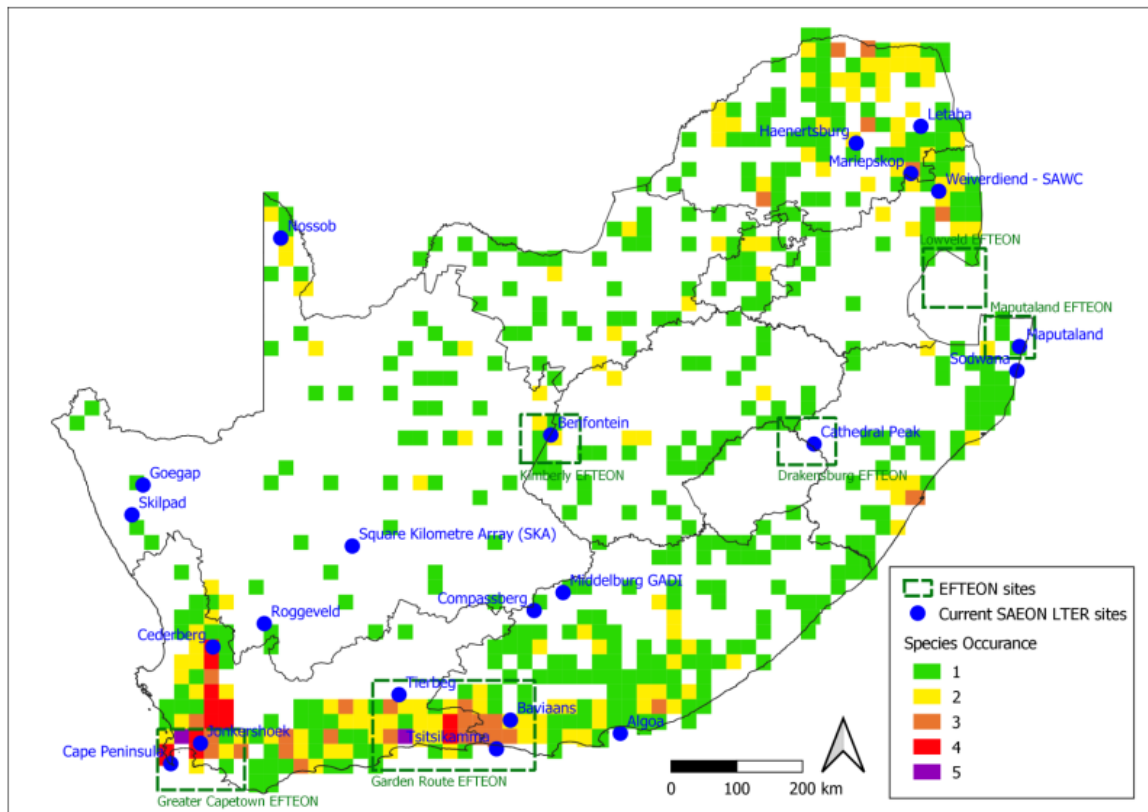 Letaba
Haenertsburg
Mariepskop
Weiverdiend - SAWC
Nossob
Lowveld EFTEON
Maputaland EFTEON
Maputaland
Sodwana
Benfontein
Cathedral Peak
Kimberly EFTEON
Drakensburg EFTEON
Goegap
Skilpad
Square Kilometre Array (SKA)
Middelburg GADI
Compassberg
Roggeveld
Cederberg
Tierbeg
Baviaans
Algoa
Tsitsikamma
Jonkershoek
Cape Peninsula
Garden Route EFTEON
Greater Capetown EFTEON
0 100 200 km
EFTEON sites
Current SAEON LTER sites
Species Occurance
1
2
3
4
5